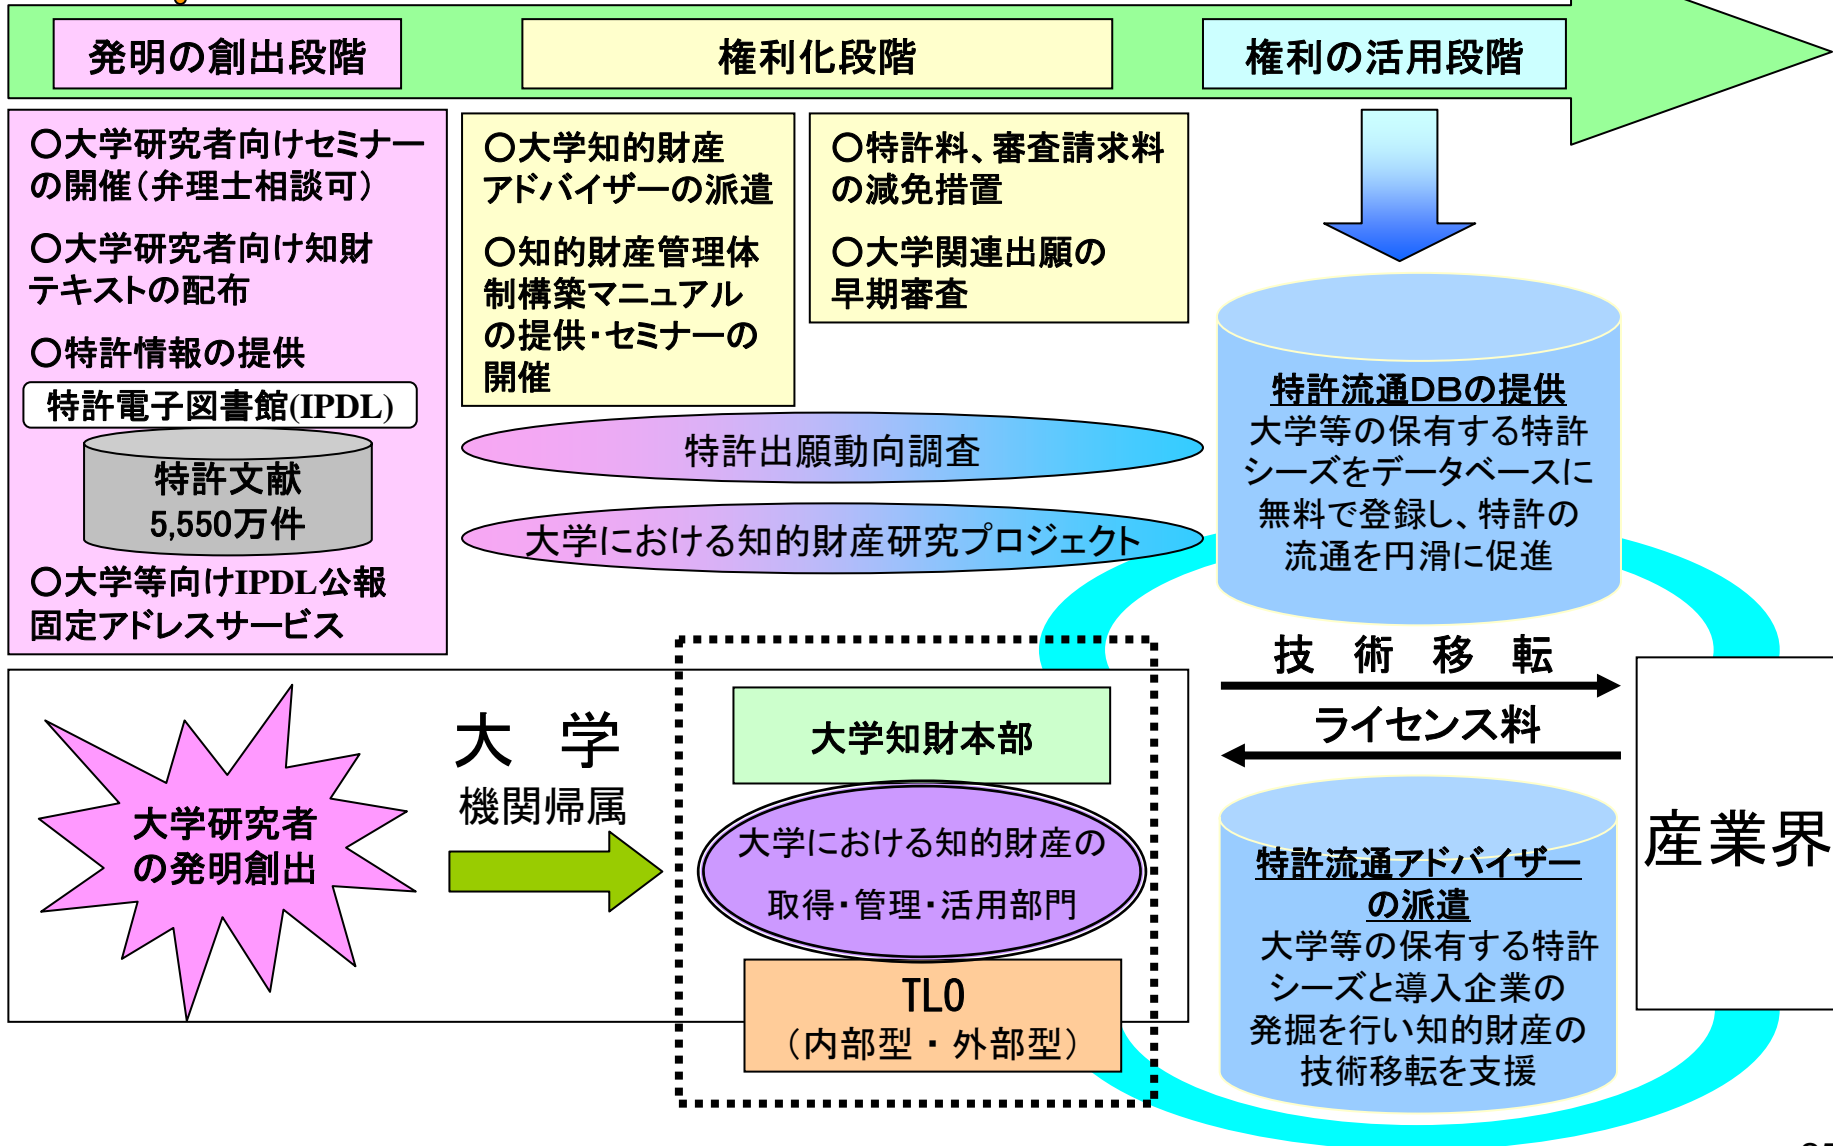 発明の創出段階
権利化段階
権利の活用段階
○大学研究者向けセミナー
の開催（弁理士相談可）
○大学研究者向け知財
テキストの配布
○特許情報の提供
特許電子図書館(IPDL)
特許文献
5,550万件
○大学等向けIPDL公報
固定アドレスサービス
○大学知的財産
アドバイザーの派遣
○知的財産管理体
制構築マニュアル
の提供・セミナーの
開催
○特許料、審査請求料
の減免措置
○大学関連出願の
早期審査
特許出願動向調査
大学における知的財産研究プロジェクト
特許流通ＤＢの提供
大学等の保有する特許
シーズをデータベースに
無料で登録し、特許の
流通を円滑に促進
技 術 移 転
ライセンス料
大学研究者
の発明創出
大 学
機関帰属
大学知財本部
大学における知的財産の
取得・管理・活用部門
TLO
（内部型・外部型）
特許流通アドバイザー
の派遣
大学等の保有する特許
シーズと導入企業の
発掘を行い知的財産の
技術移転を支援
産業界